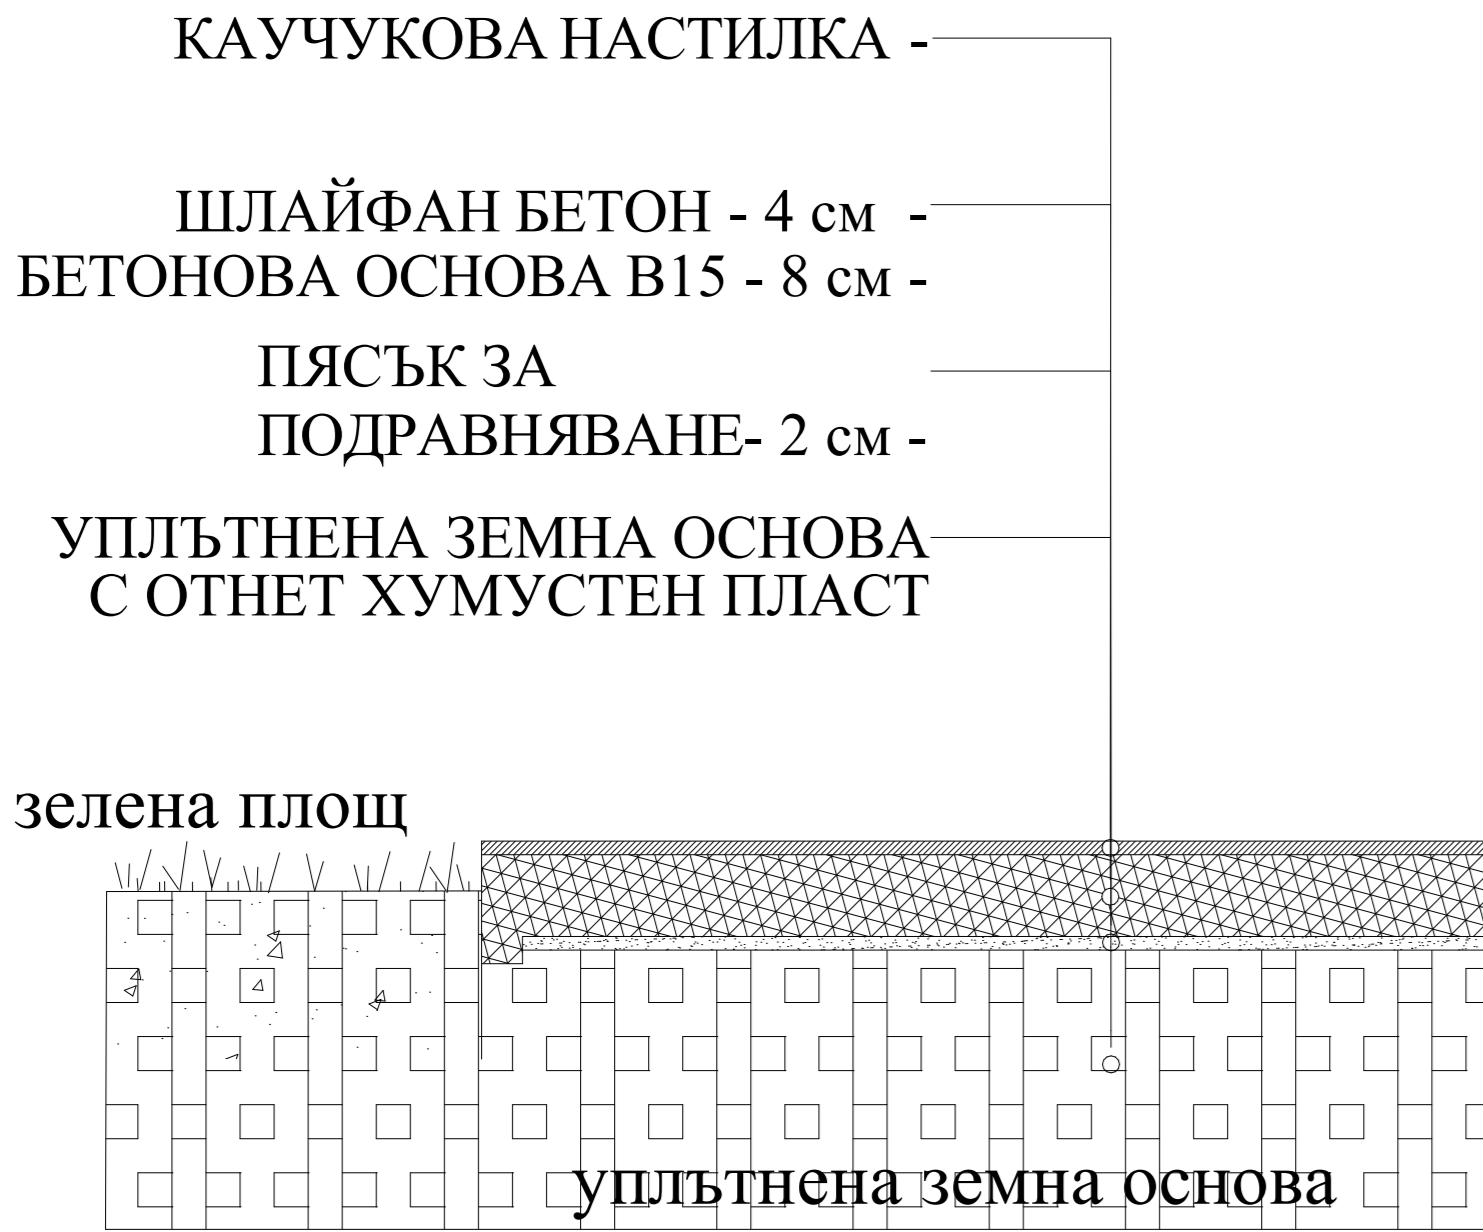 КАУЧУКОВА НАСТИЛКА -
ШЛАЙФАН БЕТОН - 4 см -
БЕТОНОВА ОСНОВА В15 - 8 см -
ПЯСЪК ЗА
ПОДРАВНЯВАНЕ- 2 см -
УПЛЪТНЕНА ЗЕМНА ОСНОВА
С ОТНЕТ ХУМУСТЕН ПЛАСТ
зелена площ
уплътнена земна основа